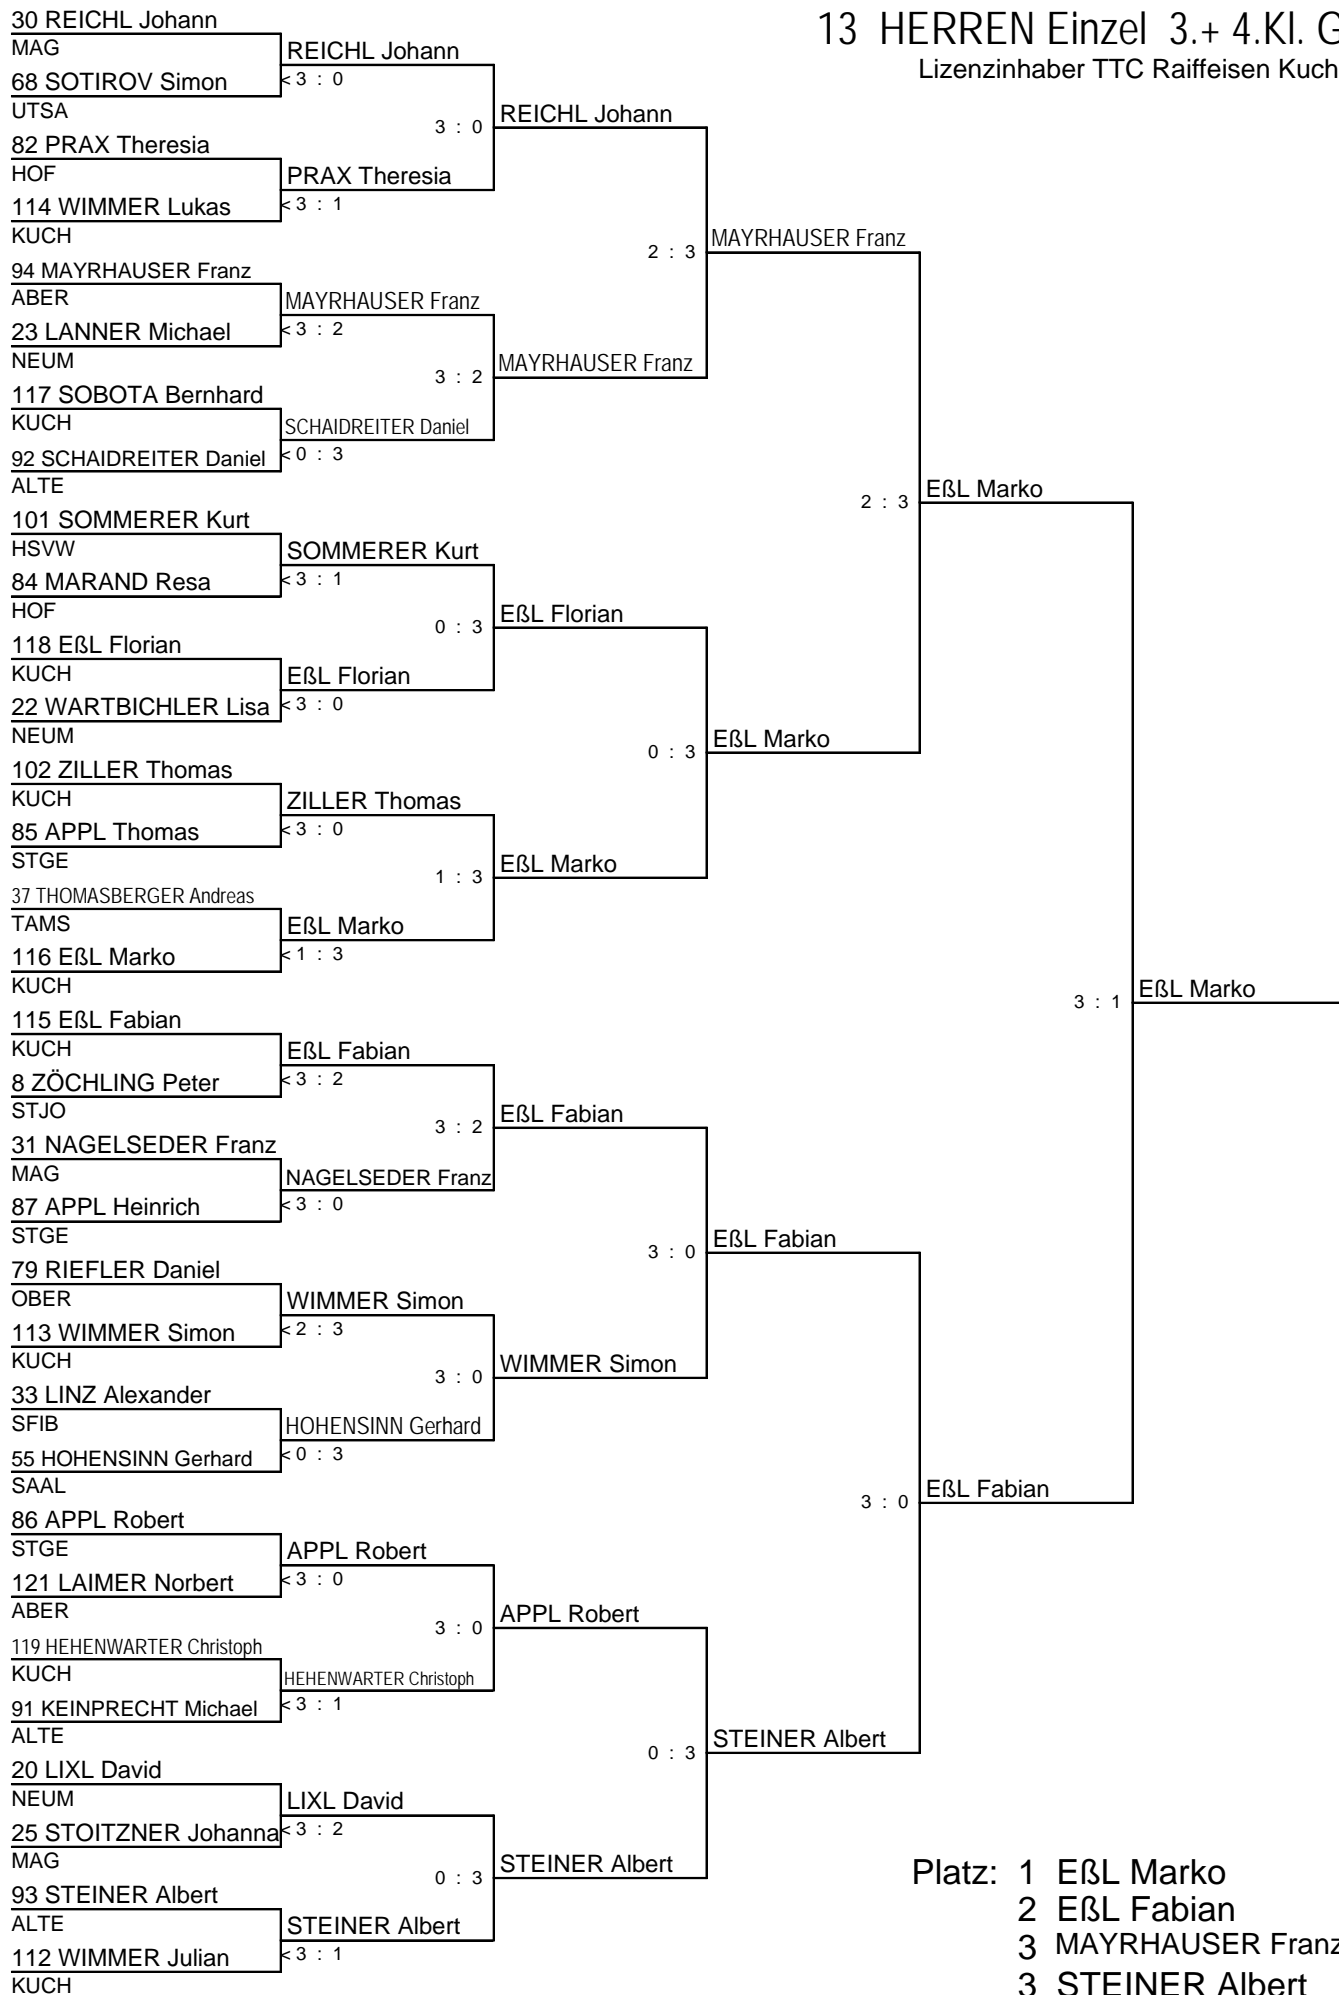 13 HERREN Einzel 3.+ 4.Kl. G
Lizenzinhaber TTC Raiffeisen Kuch
30 REICHL Johann
MAG
68 SOTIROV Simon
UTSA
82 PRAX Theresia
HOF
114 WIMMER Lukas
KUCH
94 MAYRHAUSER Franz
ABER
23 LANNER Michael
NEUM
117 SOBOTA Bernhard
KUCH
92 SCHAIDREITER Daniel
ALTE
101 SOMMERER Kurt
HSVW
84 MARAND Resa
HOF
118 EßL Florian
KUCH
22 WARTBICHLER Lisa
NEUM
102 ZILLER Thomas
KUCH
85 APPL Thomas
STGE
37 THOMASBERGER Andreas
TAMS
116 EßL Marko
KUCH
115 EßL Fabian
KUCH
8 ZÖCHLING Peter
STJO
31 NAGELSEDER Franz
MAG
87 APPL Heinrich
STGE
79 RIEFLER Daniel
OBER
113 WIMMER Simon
KUCH
33 LINZ Alexander
SFIB
55 HOHENSINN Gerhard
SAAL
86 APPL Robert
STGE
121 LAIMER Norbert
ABER
119 HEHENWARTER Christoph
KUCH
91 KEINPRECHT Michael
ALTE
20 LIXL David
NEUM
25 STOITZNER Johanna
MAG
93 STEINER Albert
ALTE
112 WIMMER Julian
KUCH
REICHL Johann
< 3 : 0
PRAX Theresia
< 3 : 1
MAYRHAUSER Franz
< 3 : 2
SCHAIDREITER Daniel
< 0 : 3
SOMMERER Kurt
< 3 : 1
EßL Florian
< 3 : 0
ZILLER Thomas
< 3 : 0
EßL Marko
< 1 : 3
EßL Fabian
< 3 : 2
NAGELSEDER Franz
< 3 : 0
WIMMER Simon
< 2 : 3
HOHENSINN Gerhard
< 0 : 3
APPL Robert
< 3 : 0
HEHENWARTER Christoph
< 3 : 1
LIXL David
< 3 : 2
STEINER Albert
< 3 : 1
REICHL Johann
3 : 0
MAYRHAUSER Franz
3 : 2
EßL Florian
0 : 3
EßL Marko
1 : 3
EßL Fabian
3 : 2
WIMMER Simon
3 : 0
APPL Robert
3 : 0
STEINER Albert
0 : 3
MAYRHAUSER Franz
2 : 3
EßL Marko
0 : 3
EßL Fabian
3 : 0
STEINER Albert
0 : 3
EßL Marko
2 : 3
EßL Fabian
3 : 0
EßL Marko
3 : 1
Platz: 1 EßL Marko
2 EßL Fabian
3 MAYRHAUSER Franz
3 STEINER Albert